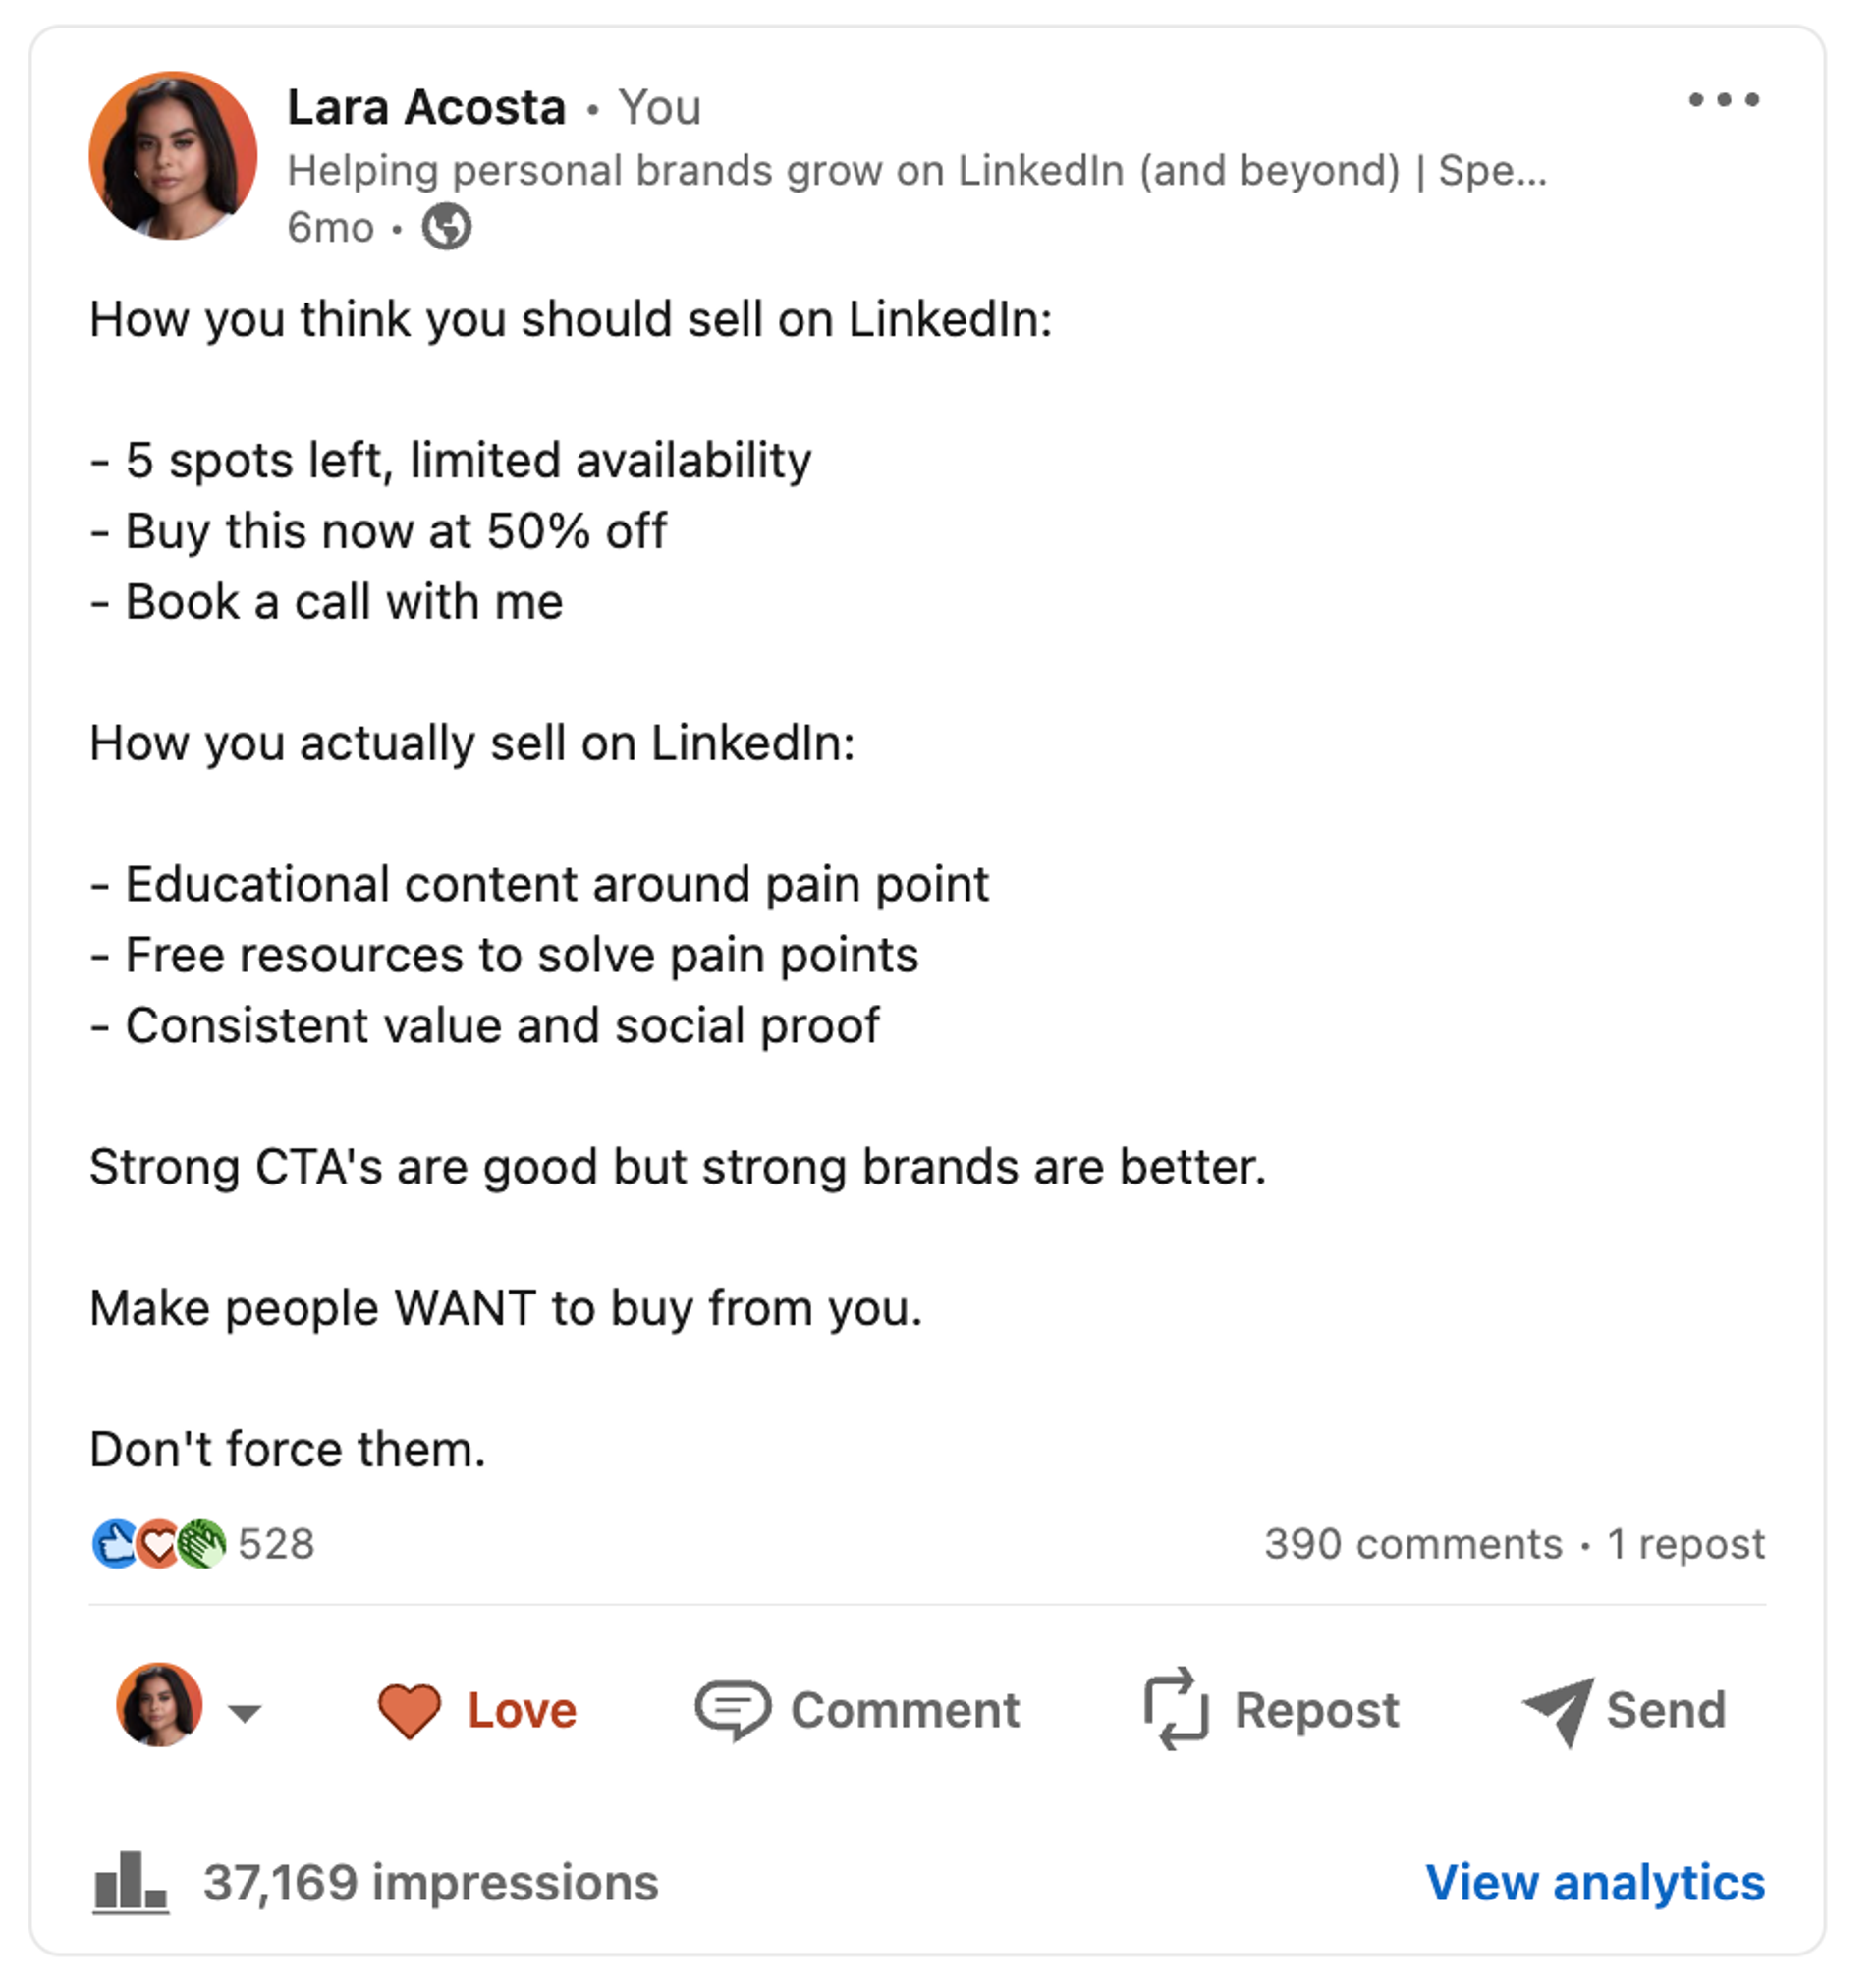 Lara Acosta • You
Helping personal brands grow on LinkedIn (and beyond) | Spe...
6mo •
How you think you should sell on LinkedIn:
- 5 spots left, limited availability
- Buy this now at 50% off
- Book a call with me
How you actually sell on LinkedIn:
- Educational content around pain point
- Free resources to solve pain points
- Consistent value and social proof
Strong CTA's are good but strong brands are better.
Make people WANT to buy from you.
Don't force them.
528 390 comments • 1 repost
Love Comment Repost Send
37,169 impressions View analytics